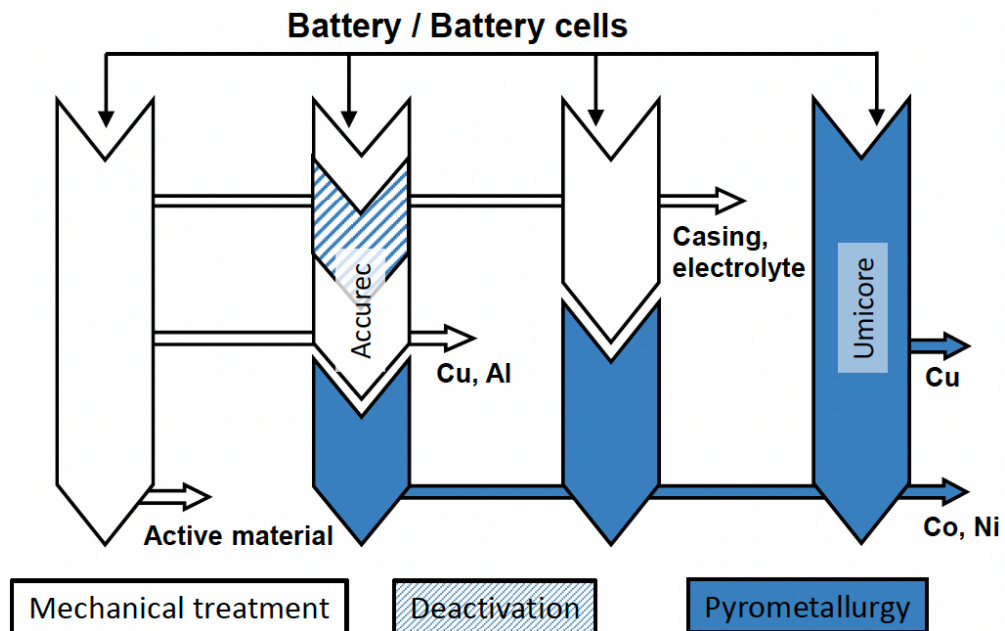 Battery / Battery cells
Casing,
electrolyte
Accurec
Umicore
Cu, Al
Cu
Active material
Co, Ni
Mechanical treatment
Deactivation
Pyrometallurgy